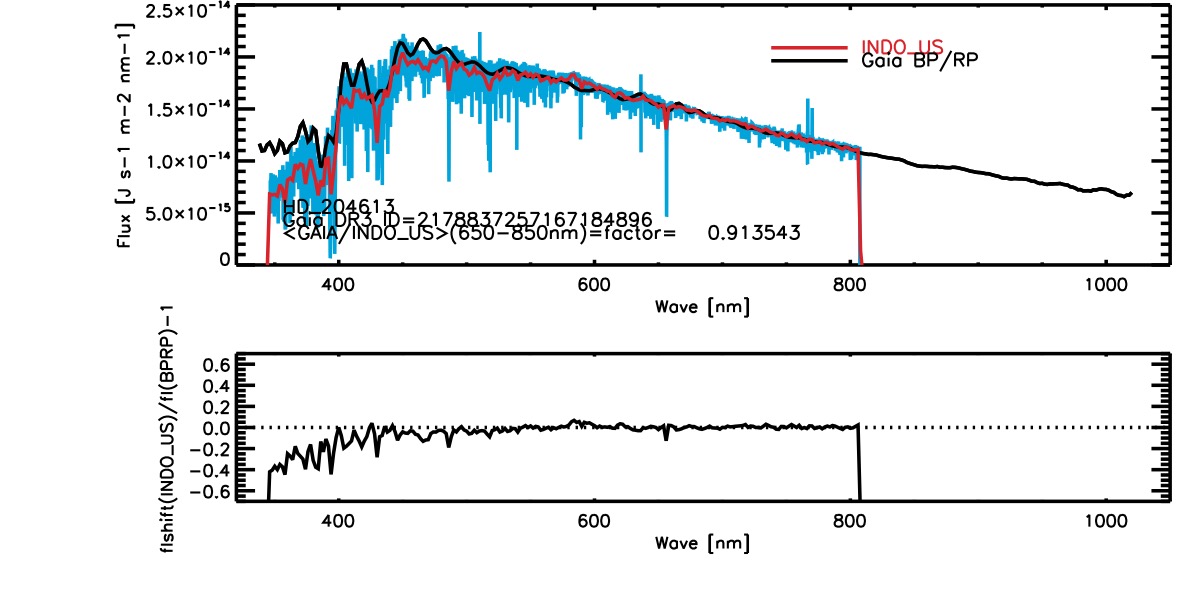 2.5×10⁻¹⁴
2.0×10⁻¹⁴
1.5×10⁻¹⁴
1.0×10⁻¹⁴
5.0×10⁻¹⁵
0
Flux [J s-1 m-2 nm-1]
INDO_US
Gaia BP/RP
HD_204613
Gaia DR3 ID=2178837257167184896
<GAIA/INDO_US>(650-850nm)=factor= 0.913543
400 600 800 1000
Wave [nm]
0.6
0.4
0.2
0.0
-0.2
-0.4
-0.6
flshift(INDO_US)/fl(BPRP)-1
400 600 800 1000
Wave [nm]